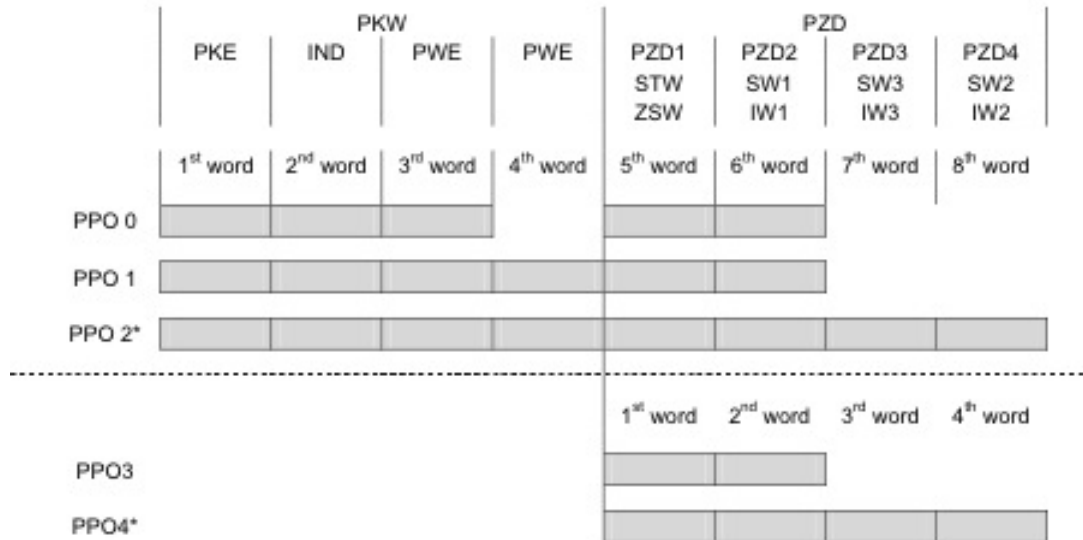 PKW PZD
PKE IND PWE PWE PZD1 PZD2 PZD3 PZD4
STW SW1 SW3 SW2
ZSW IW1 IW3 IW2
1st word 2nd word 3rd word 4th word 5th word 6th word 7th word 8th word
PPO 0
PPO 1
PPO 2*
1st word 2nd word 3rd word 4th word
PPO3
PPO4*